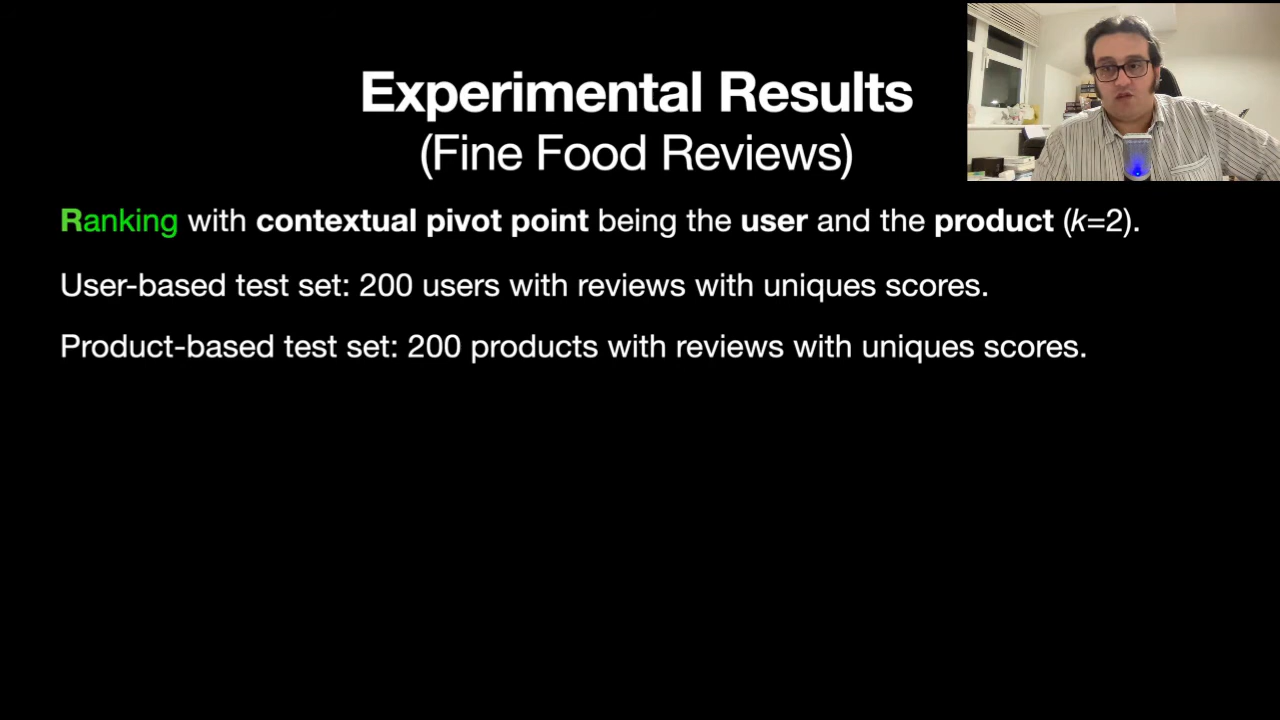 Experimental Results
(Fine Food Reviews)
Ranking with contextual pivot point being the user and the product (k=2).
User-based test set: 200 users with reviews with uniques scores.
Product-based test set: 200 products with reviews with uniques scores.